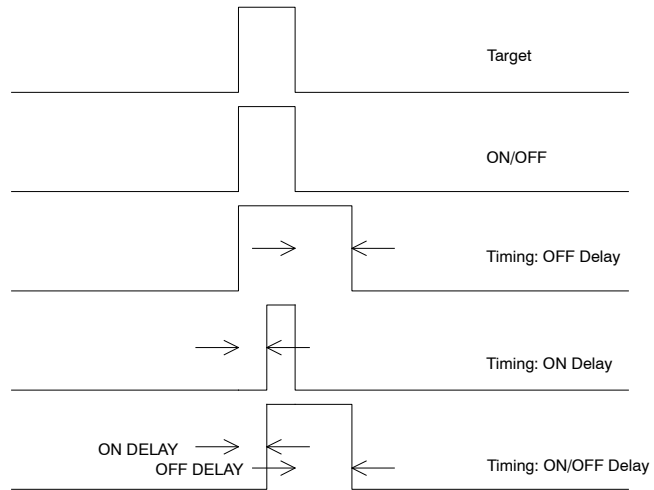 Target
ON/OFF
Timing: OFF Delay
Timing: ON Delay
ON DELAY
OFF DELAY
Timing: ON/OFF Delay